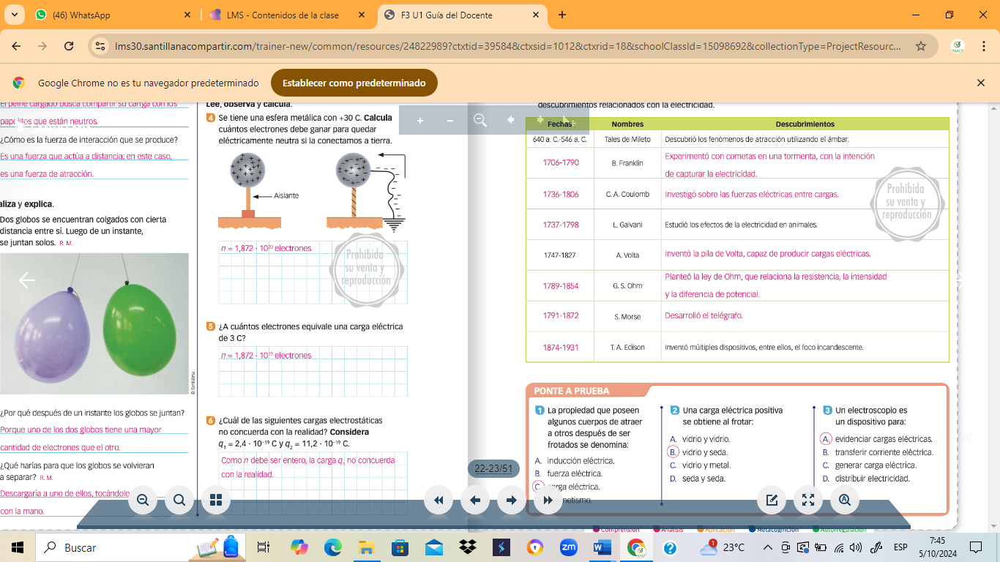 (46) WhatsApp
LMS - Contenidos de la clase
F3 U1 Guía del Docente
lms30.santillanacompartir.com/trainer-new/common/resources/24822989?ctxtid=39584&ctxsid=1012&ctxrid=18&schoolClassId=15098692&collectionType=ProjectResourc...
Google Chrome no es tu navegador predeterminado
Establecer como predeterminado
El peine cargado busca compartir su carga con los
que están neutros.
¿Cómo es la fuerza de interacción que se produce?
Es una fuerza que actúa a distancia; en este caso,
es una fuerza de atracción.
aliza y explica.
Dos globos se encuentran colgados con cierta
distancia entre sí. Luego de un instante,
se juntan solos. R. M.
© Santillana
¿Por qué después de un instante los globos se juntan?
Porque uno de los dos globos tiene una mayor
cantidad de electrones que el otro.
¿Qué harías para que los globos se volvieran
a separar? R. M.
Descargaría a uno de ellos, tocándolo
con la mano.
Lee, observa y calcula.
4 Se tiene una esfera metálica con +30 C. Calcula
cuántos electrones debe ganar para quedar
eléctricamente neutra si la conectamos a tierra.
Aislante
n = 1,872 · 10²⁰ electrones
Prohibida
su venta y
reproducción
5 ¿A cuántos electrones equivale una carga eléctrica
de 3 C?
n = 1,872 · 10¹⁹ electrones
6 ¿Cuál de las siguientes cargas electrostáticas
no concuerda con la realidad? Considera
q₁ = 2,4 · 10⁻¹⁹ C y q₂ = 11,2 · 10⁻¹⁹ C.
Como n debe ser entero, la carga q₁ no concuerda
con la realidad.
descubrimientos relacionados con la electricidad.
Fechas Nombres Descubrimientos
640 a. C.-546 a. C. Tales de Mileto Descubrió los fenómenos de atracción utilizando el ámbar.
1706-1790 B. Franklin Experimentó con cometas en una tormenta, con la intención
de capturar la electricidad.
1736-1806 C. A. Coulomb Investigó sobre las fuerzas eléctricas entre cargas.
1737-1798 L. Galvani Estudió los efectos de la electricidad en animales.
1747-1827 A. Volta Inventó la pila de Volta, capaz de producir cargas eléctricas.
1789-1854 G. S. Ohm Planteó la ley de Ohm, que relaciona la resistencia, la intensidad
y la diferencia de potencial.
1791-1872 S. Morse Desarrolló el telégrafo.
1874-1931 T. A. Edison Inventó múltiples dispositivos, entre ellos, el foco incandescente.
Prohibida
su venta y
reproducción
PONTE A PRUEBA
1 La propiedad que poseen
algunos cuerpos de atraer
a otros después de ser
frotados se denomina:
A. inducción eléctrica.
B. fuerza eléctrica.
C. carga eléctrica.
netismo.
2 Una carga eléctrica positiva
se obtiene al frotar:
A. vidrio y vidrio.
B. vidrio y seda.
C. vidrio y metal.
D. seda y seda.
3 Un electroscopio es
un dispositivo para:
A. evidenciar cargas eléctricas.
B. transferir corriente eléctrica.
C. generar carga eléctrica.
D. distribuir electricidad.
22-23/51
Comprensión Análisis Aplicación Metacognición Autorregulación
Buscar
23°C
ESP
7:45
5/10/2024